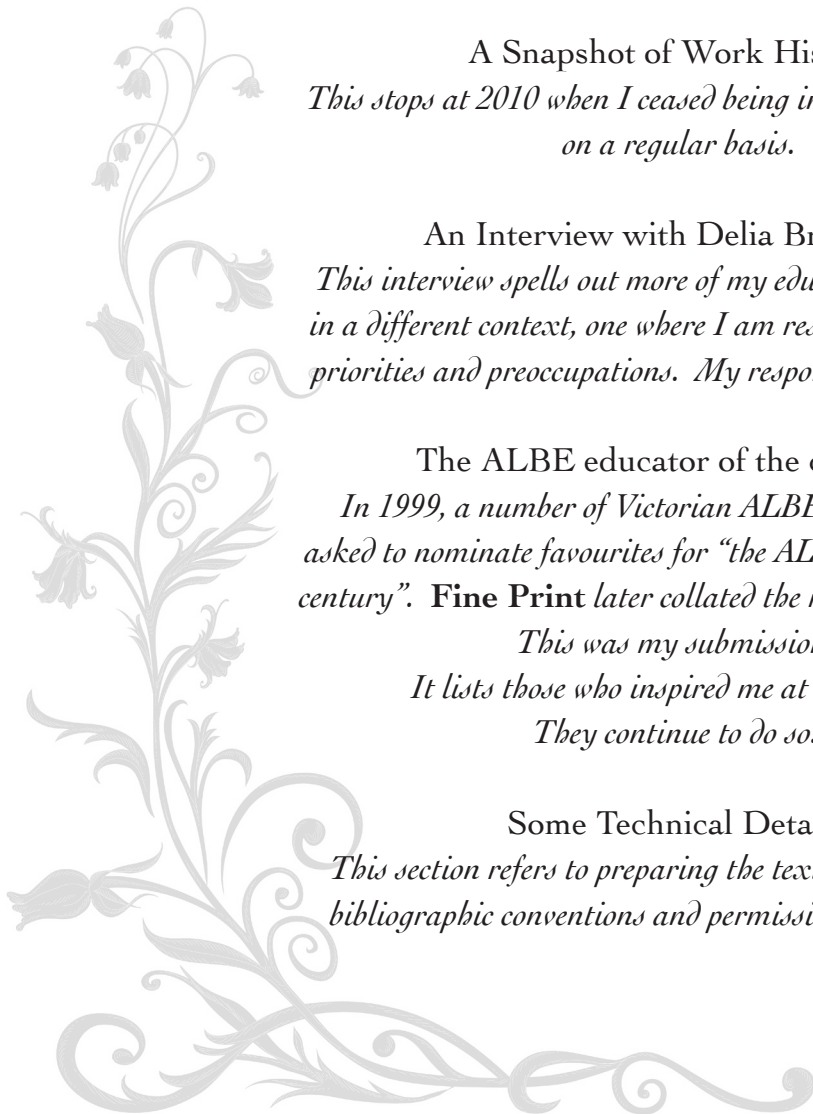 A Snapshot of Work His
This stops at 2010 when I ceased being in
on a regular basis.
An Interview with Delia Br
This interview spells out more of my edu
in a different context, one where I am res
priorities and preoccupations. My respo
The ALBE educator of the
In 1999, a number of Victorian ALBE
asked to nominate favourites for “the AL
century”. Fine Print later collated the
This was my submission
It lists those who inspired me at
They continue to do so
Some Technical Deta
This section refers to preparing the tex
bibliographic conventions and permissi